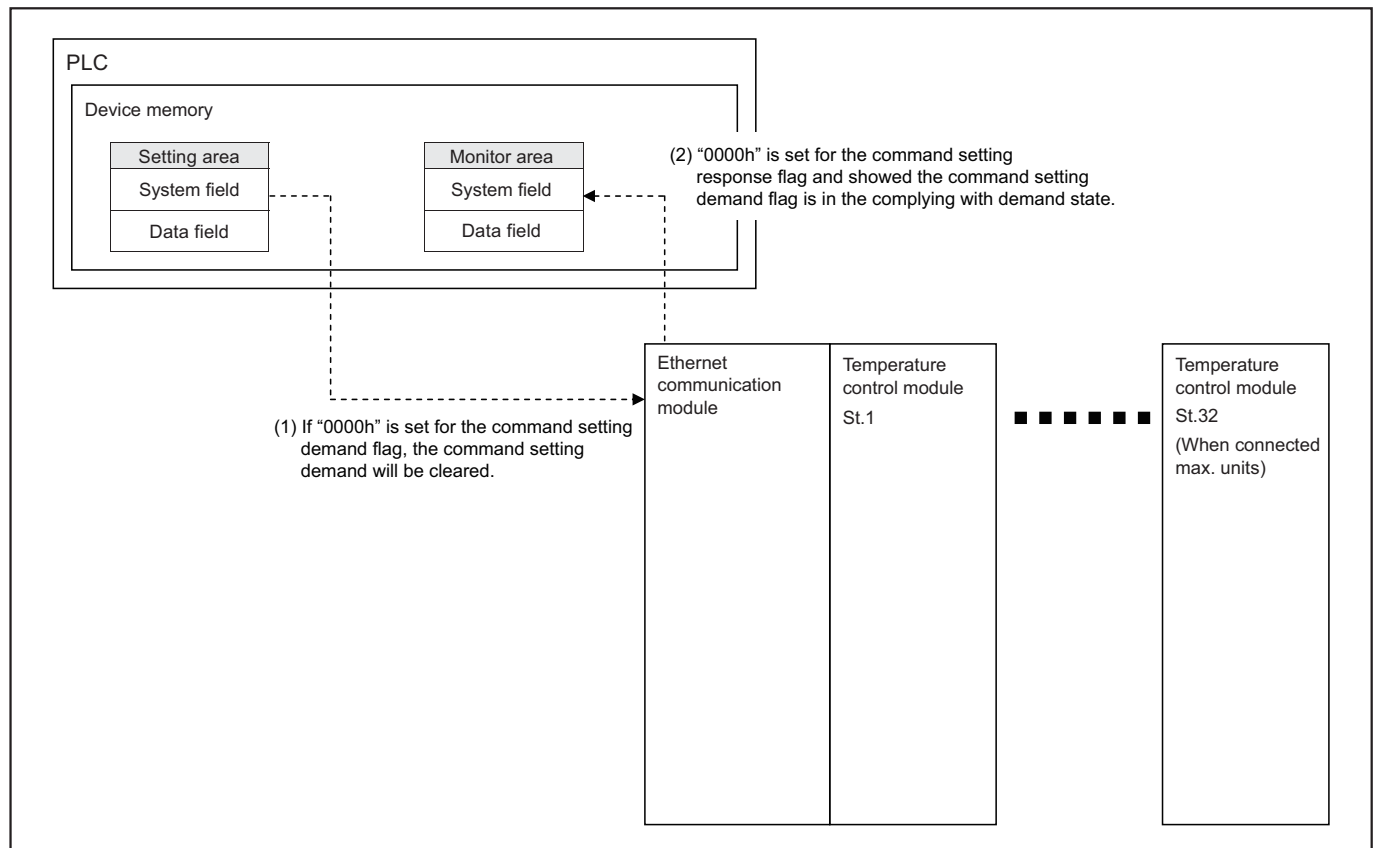 PLC
Device memory
Setting area
System field
Data field
Monitor area
System field
Data field
(2) “0000h” is set for the command setting
response flag and showed the command setting
demand flag is in the complying with demand state.
(1) If “0000h” is set for the command setting
demand flag, the command setting
demand will be cleared.
Ethernet
communication
module
Temperature
control module
St.1
Temperature
control module
St.32
(When connected
max. units)